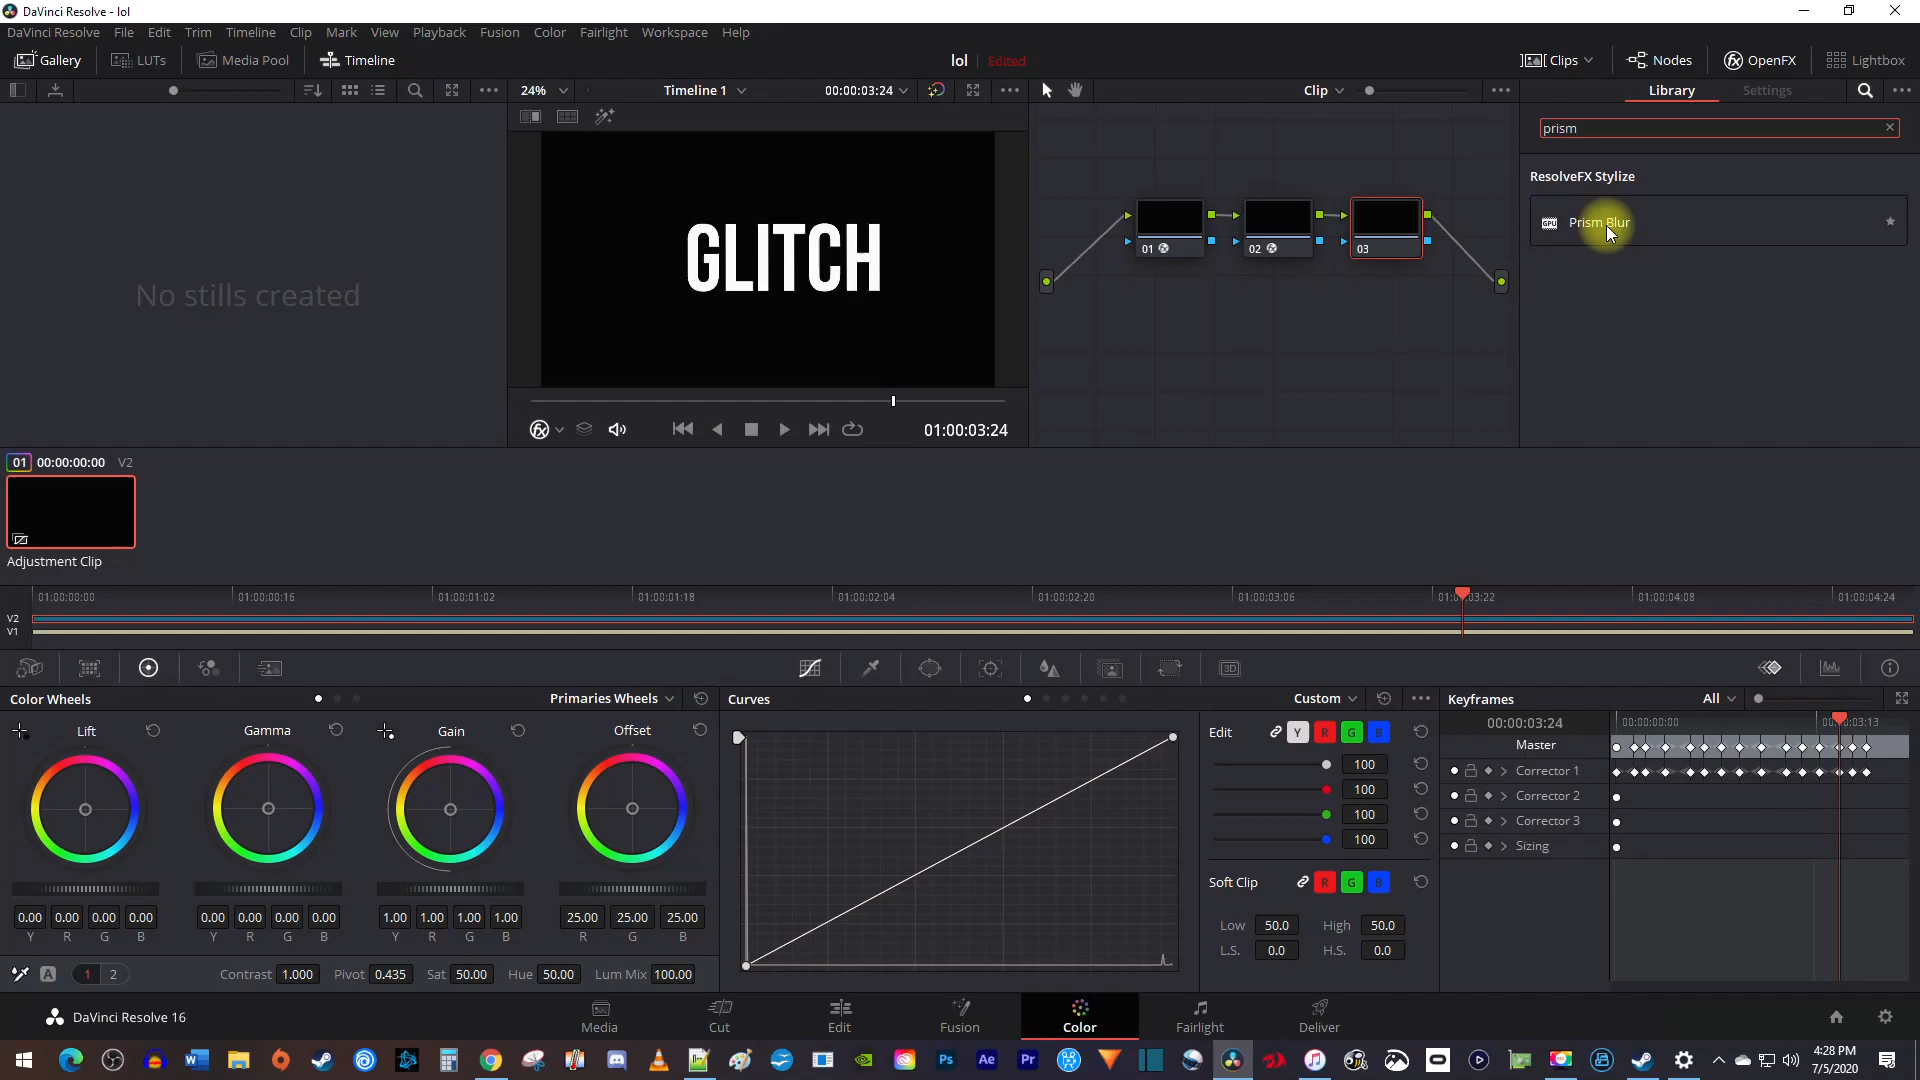 DaVinci Resolve - lol
DaVinci Resolve File Edit Trim Timeline Clip Mark View Playback Fusion Color Fairlight Workspace Help
Gallery LUTs Media Pool Timeline lol Edited Clips Nodes OpenFX Lightbox
24% Timeline 1 00:00:03:24 Clip Library Settings
prism
ResolveFX Stylize
GPU Prism Blur
GLITCH
01 02 03
No stills created
01:00:03:24
01 00:00:00:00 V2
Adjustment Clip
01:00:00:00 01:00:00:16 01:00:01:02 01:00:01:18 01:00:02:04 01:00:02:20 01:00:03:06 01:00:03:22 01:00:04:08 01:00:04:24
V2
V1
3D
Color Wheels Primaries Wheels Curves Custom Keyframes All
Lift Gamma Gain Offset
Edit Y R G B
100
100
100
100
Soft Clip R G B
Low 50.0 High 50.0
L.S. 0.0 H.S. 0.0
00:00:03:24 00:00:00:00 00:00:03:13
Master
Corrector 1
Corrector 2
Corrector 3
Sizing
0.00 0.00 0.00 0.00 0.00 0.00 0.00 0.00 1.00 1.00 1.00 1.00 25.00 25.00 25.00
Y R G B Y R G B Y R G B R G B
A 1 2 Contrast 1.000 Pivot 0.435 Sat 50.00 Hue 50.00 Lum Mix 100.00
DaVinci Resolve 16 Media Cut Edit Fusion Color Fairlight Deliver
Ps Ae Pr
4:28 PM
7/5/2020